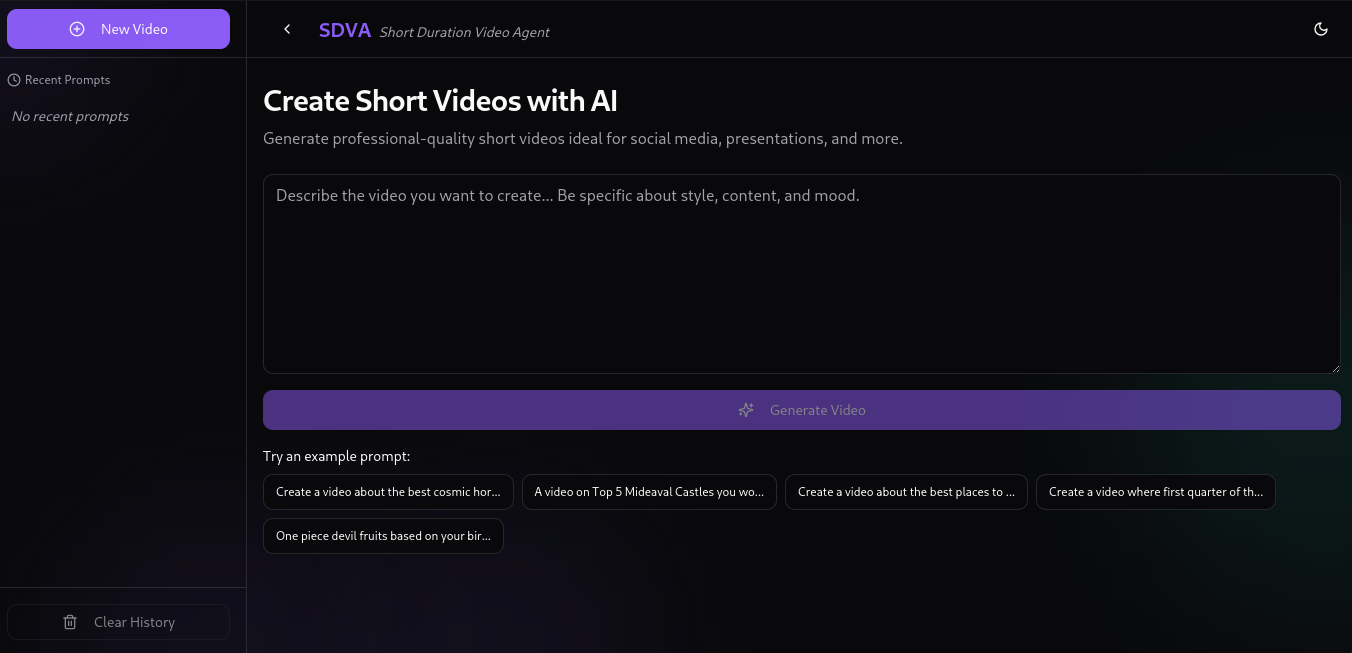 New Video
Recent Prompts
No recent prompts
Clear History
SDVA Short Duration Video Agent
Create Short Videos with AI
Generate professional-quality short videos ideal for social media, presentations, and more.
Describe the video you want to create... Be specific about style, content, and mood.
Generate Video
Try an example prompt:
Create a video about the best cosmic hor...
A video on Top 5 Mideaval Castles you wo...
Create a video about the best places to ...
Create a video where first quarter of th...
One piece devil fruits based on your bir...